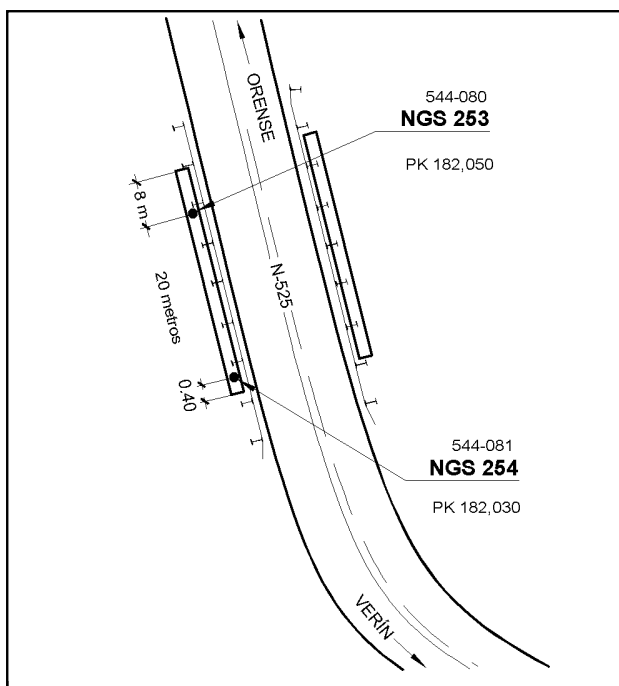 ORENSE
544-080
NGS 253
PK 182,050
8 m
N-525
20 metros
0.40
544-081
NGS 254
PK 182,030
VERÍN